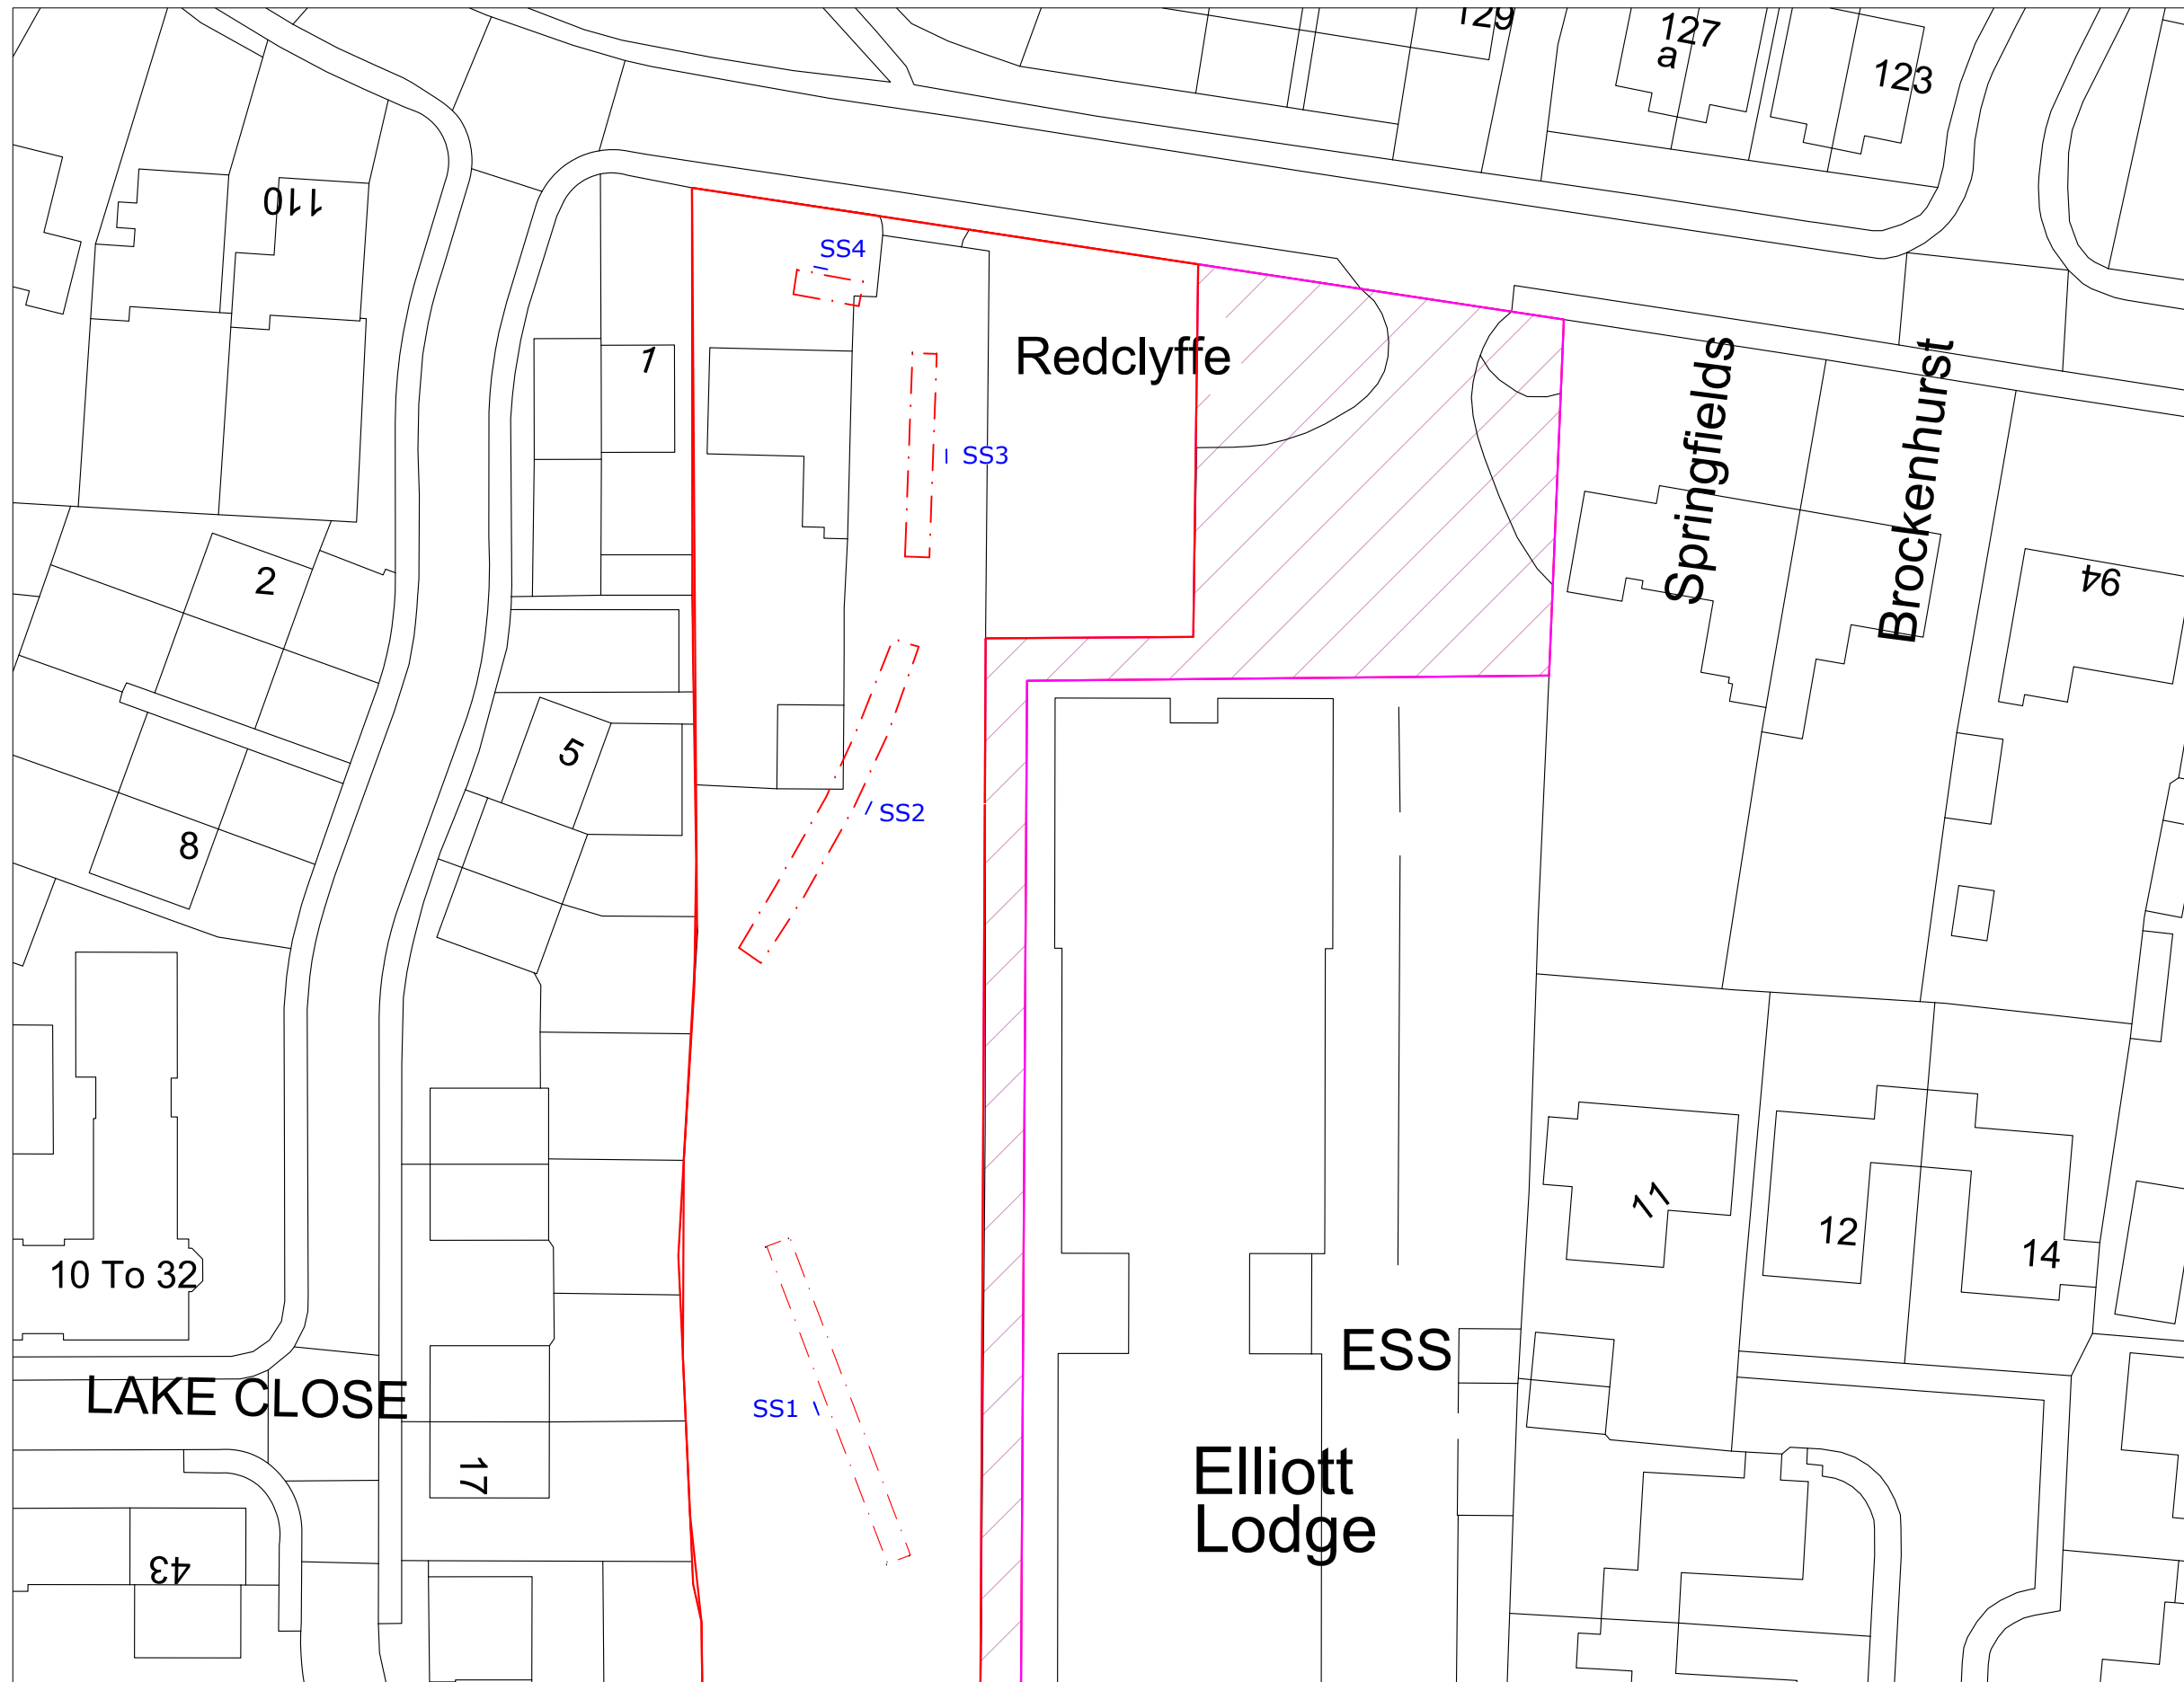 129
127
a
123
110
SS4
1
Redclyffe
Springfields
Brockenhurst
SS3
2
94
5
SS2
8
11
12
14
10 To 32
ESS
LAKE CLOSE
SS1
17
Elliott
Lodge
43